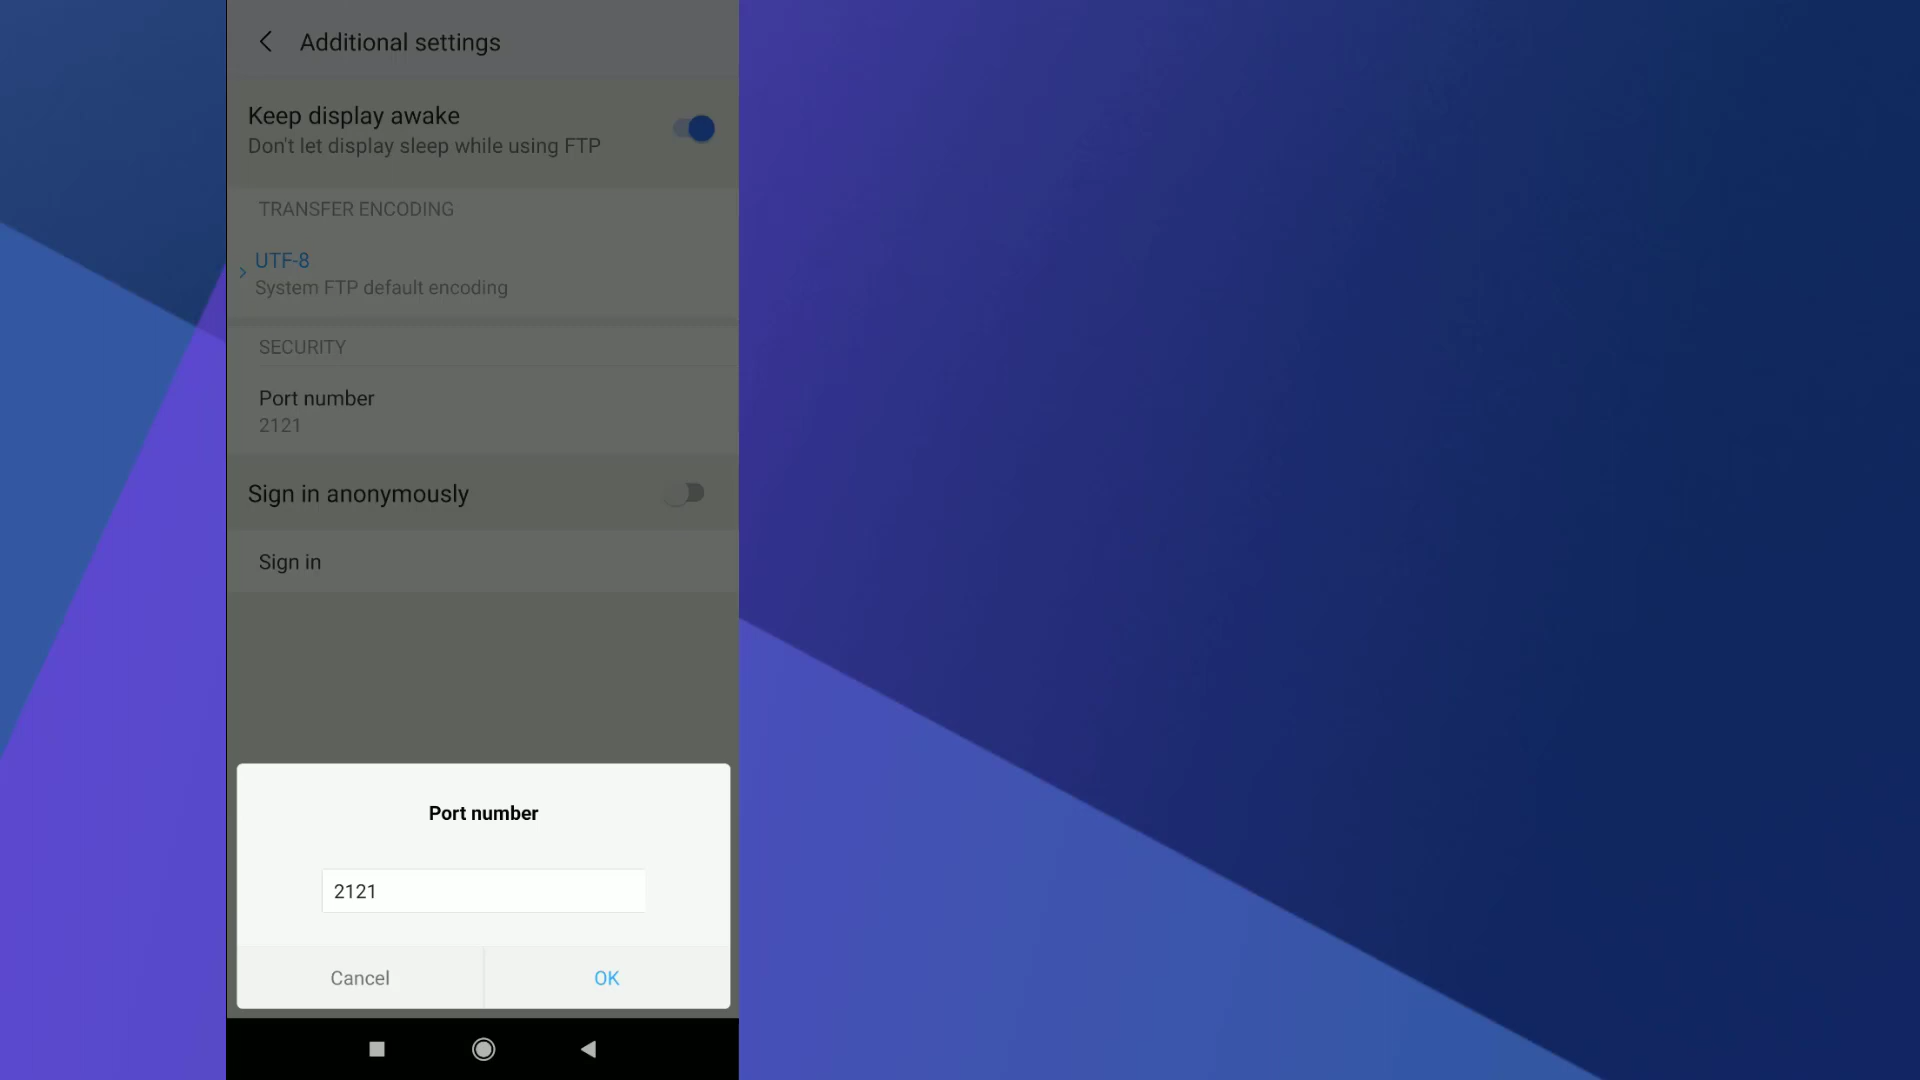 Additional settings
Keep display awake
Don't let display sleep while using FTP
TRANSFER ENCODING
UTF-8
System FTP default encoding
SECURITY
Port number
2121
Sign in anonymously
Sign in
Port number
2121
Cancel
OK